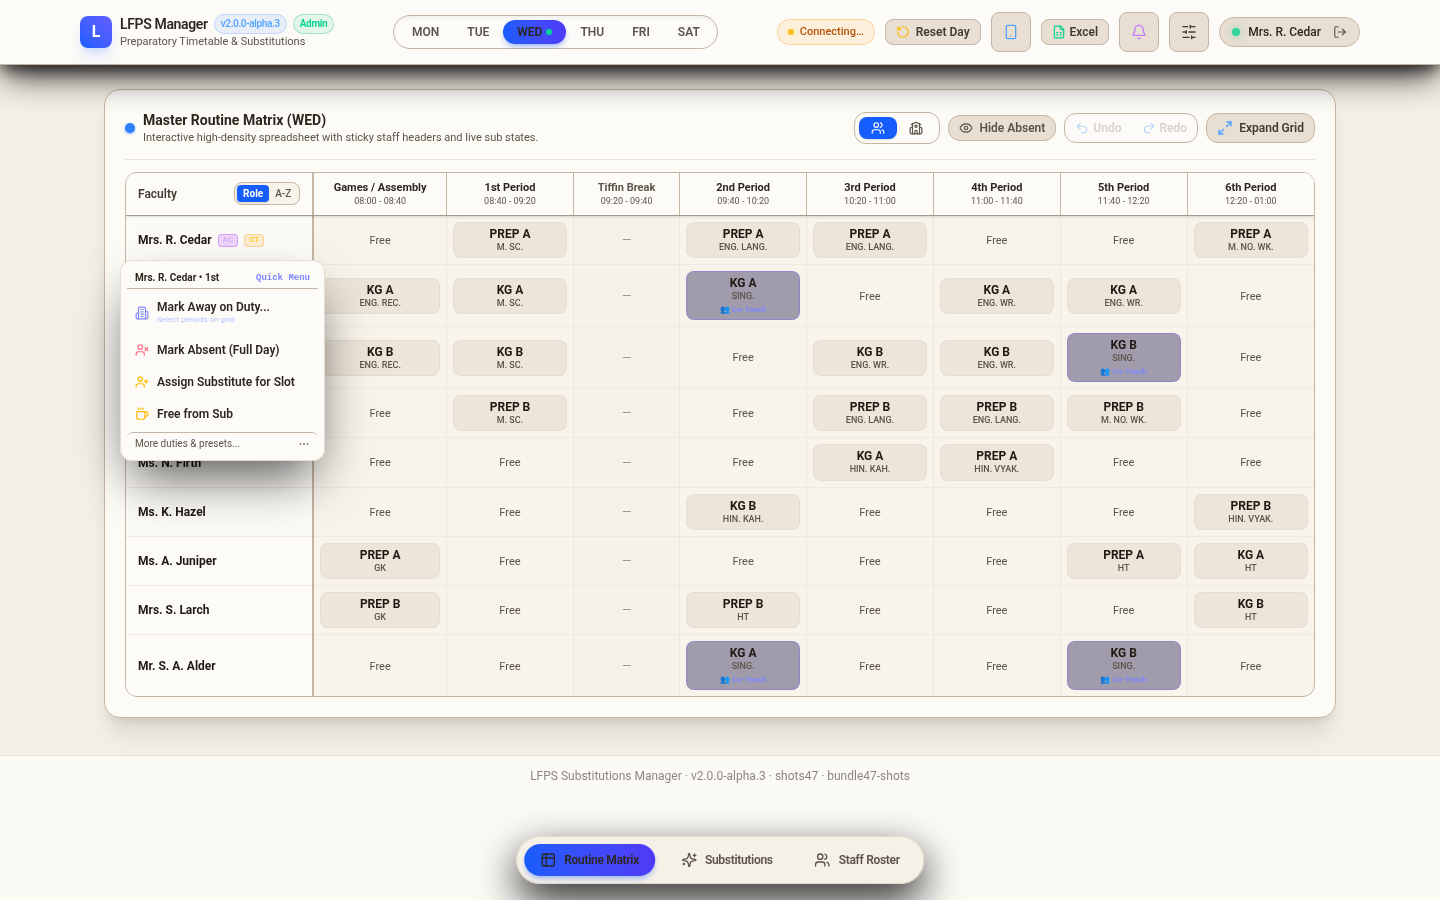 L
LFPS Manager v2.0.0-alpha.3 Admin
Preparatory Timetable & Substitutions
MON TUE WED THU FRI SAT
Connecting... Reset Day Excel Mrs. R. Cedar
Master Routine Matrix (WED)
Interactive high-density spreadsheet with sticky staff headers and live sub states.
Hide Absent Undo Redo Expand Grid
Faculty Role A-Z
Games / Assembly 1st Period Tiffin Break 2nd Period 3rd Period 4th Period 5th Period 6th Period
08:00 - 08:40 08:40 - 09:20 09:20 - 09:40 09:40 - 10:20 10:20 - 11:00 11:00 - 11:40 11:40 - 12:20 12:20 - 01:00
Mrs. R. Cedar AC CT Free PREP A — PREP A PREP A Free Free PREP A
M. SC. ENG. LANG. ENG. LANG. M. NO. WK.
Mrs. R. Cedar • 1st Quick Menu
Mark Away on Duty...
Select periods on grid
Mark Absent (Full Day)
Assign Substitute for Slot
Free from Sub
More duties & presets... ...
KG A KG A — KG A Free KG A KG A Free
ENG. REC. M. SC. SING. ENG. WR. ENG. WR.
👥 Co-Teach
KG B KG B — Free KG B KG B KG B Free
ENG. REC. M. SC. ENG. WR. ENG. WR. SING.
👥 Co-Teach
Free PREP B — Free PREP B PREP B PREP B Free
M. SC. ENG. LANG. ENG. LANG. M. NO. WK.
Ms. N. Firth Free Free — Free KG A PREP A Free Free
HIN. KAH. HIN. VYAK.
Ms. K. Hazel Free Free — KG B Free Free Free PREP B
HIN. KAH. HIN. VYAK.
Ms. A. Juniper PREP A Free — Free Free Free PREP A KG A
GK HT HT
Mrs. S. Larch PREP B Free — PREP B Free Free Free KG B
GK HT HT
Mr. S. A. Alder Free Free — KG A Free Free KG B Free
SING. SING.
👥 Co-Teach 👥 Co-Teach
LFPS Substitutions Manager · v2.0.0-alpha.3 · shots47 · bundle47-shots
Routine Matrix Substitutions Staff Roster